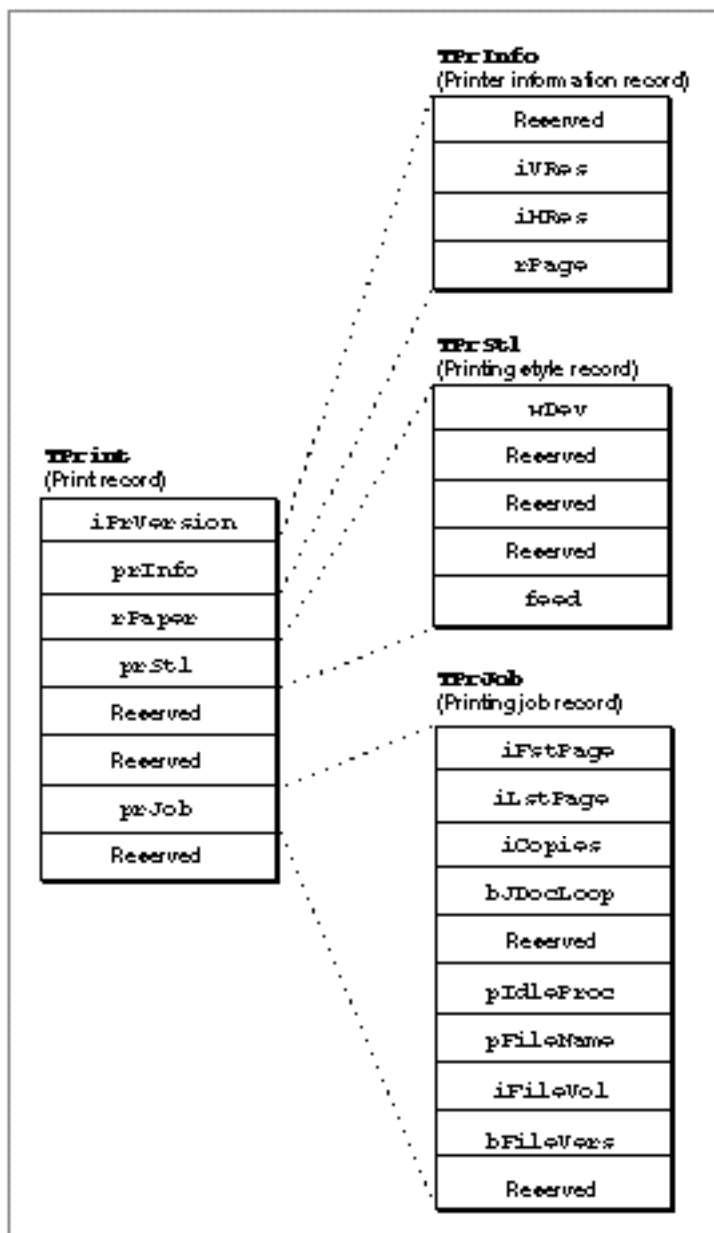 TPrInfo
(Printer information record)
Reserved
iVRes
iHRes
rPage
TPrStl
(Printing style record)
wDev
Reserved
Reserved
Reserved
feed
TPrint
(Print record)
iPrVersion
prInfo
rPaper
prStl
Reserved
Reserved
prJob
Reserved
TPrJob
(Printing job record)
iFstPage
iLstPage
iCopies
bJDocLoop
Reserved
pIdleProc
pFileName
iFileVol
bFileVers
Reserved